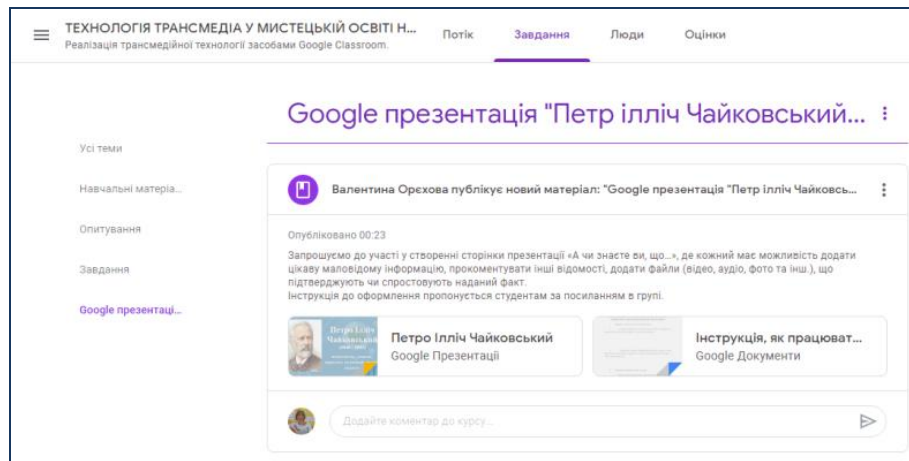 ТЕХНОЛОГІЯ ТРАНСМЕДІА У МИСТЕЦЬКІЙ ОСВІТІ Н...
Реалізація трансмедійної технології засобами Google Classroom.
Потік Завдання Люди Оцінки
Google презентація "Петр ілліч Чайковський...
Усі теми
Навчальні матеріа...
Опитування
Завдання
Google презентаці...
Валентина Орєхова публікує новий матеріал: "Google презентація "Петр ілліч Чайковсь...
Опубліковано 00:23
Запрошуємо до участі у створенні сторінки презентації «А чи знаєте ви, що...», де кожний має можливість додати
цікаву маловідому інформацію, прокоментувати інші відомості, додати файли (відео, аудіо, фото та інш.), що
підтверджують чи спростовують наданий факт.
Інструкція до оформлення пропонується студентам за посиланням в групі.
Петро Ілліч
Чайковський
Петро Ілліч Чайковський
Google Презентації
Інструкція, як працюват...
Google Документи
Додайте коментар до курсу...